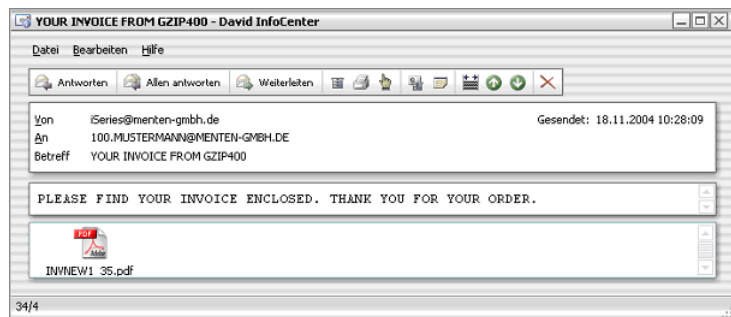 YOUR INVOICE FROM GZIP400 - David InfoCenter
Datei Bearbeiten Hilfe
Antworten Allen antworten Weiterleiten
Von iSeries@menten-gmbh.de Gesendet: 18.11.2004 10:28:09
An 100.MUSTERMANN@MENTEN-GMBH.DE
Betreff YOUR INVOICE FROM GZIP400
PLEASE FIND YOUR INVOICE ENCLOSED. THANK YOU FOR YOUR ORDER.
PDF
Adobe
INVNEW1 35.pdf
34/4